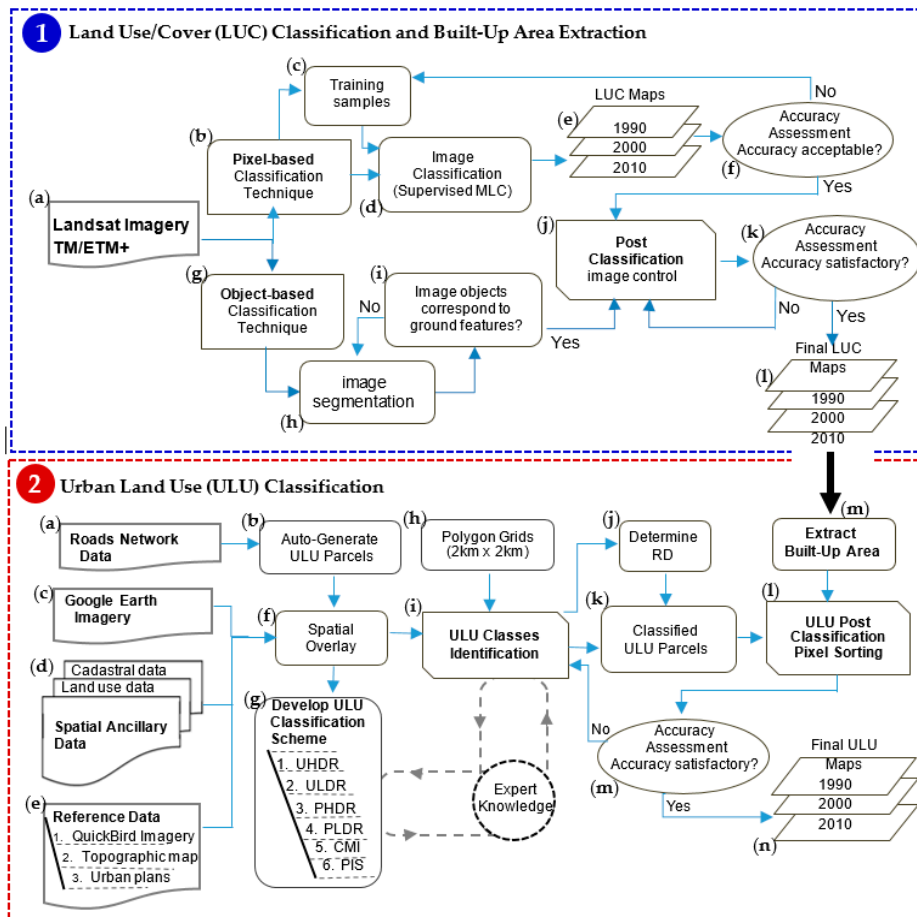 1 Land Use/Cover (LUC) Classification and Built-Up Area Extraction
(a)
Landsat Imagery
TM/ETM+
(b)
Pixel-based
Classification
Technique
(c)
Training
samples
(d)
Image
Classification
(Supervised MLC)
LUC Maps
(e)
1990
2000
2010
No
Accuracy
Assessment
Accuracy acceptable?
(f)
Yes
(g)
Object-based
Classification
Technique
(h)
image
segmentation
No
(i)
Image objects
correspond to
ground features?
Yes
(j)
Post
Classification
image control
(k)
Accuracy
Assessment
Accuracy satisfactory?
No
Yes
Final LUC
Maps
(l)
1990
2000
2010
2 Urban Land Use (ULU) Classification
(a)
Roads Network
Data
(b)
Auto-Generate
ULU Parcels
(c)
Google Earth
Imagery
(d)
Cadastral data
Land use data
Spatial Ancillary
Data
(e)
Reference Data
1. QuickBird Imagery
2. Topographic map
3. Urban plans
(f)
Spatial
Overlay
(g)
Develop ULU
Classification
Scheme
1. UHDR
2. ULDR
3. PHDR
4. PLDR
5. CMI
6. PIS
(h)
Polygon Grids
(2km x 2km)
(i)
ULU Classes
Identification
Expert
Knowledge
(j)
Determine
RD
(k)
Classified
ULU Parcels
(m)
Extract
Built-Up Area
(l)
ULU Post
Classification
Pixel Sorting
No
Accuracy
Assessment
Accuracy satisfactory?
(m)
Yes
Final ULU
Maps
1990
2000
2010
(n)